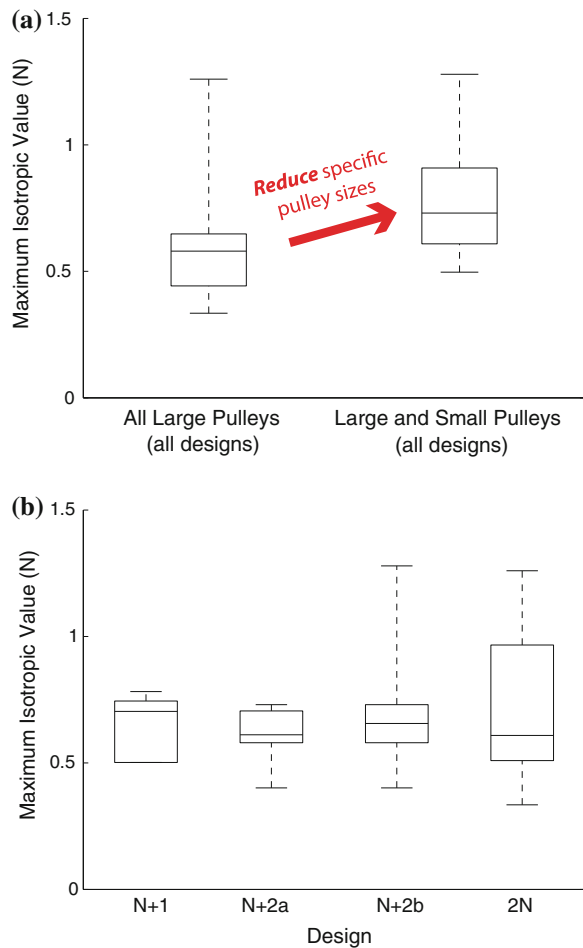 (a)
1.5
1
0.5
0
Maximum Isotropic Value (N)
Reduce specific
pulley sizes
All Large Pulleys
(all designs)
Large and Small Pulleys
(all designs)
(b)
1.5
1
0.5
0
Maximum Isotropic Value (N)
N+1
N+2a
N+2b
2N
Design